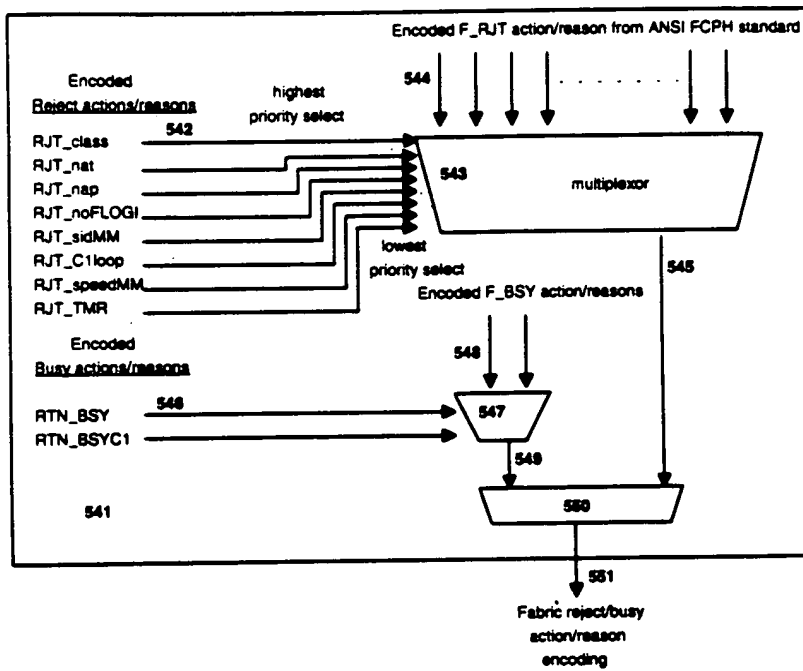 Encoded F_RJT action/reason from ANSI FCPH standard
544
Encoded
Reject actions/reasons
highest
priority select
542
RJT_class
RJT_nat
RJT_nap
RJT_noFLOGI
RJT_sidMM
RJT_C1loop
RJT_speedMM
RJT_TMR
543
multiplexor
lowest
priority select
545
Encoded F_BSY action/reasons
548
Encoded
Busy actions/reasons
546
RTN_BSY
RTN_BSYC1
547
549
541
550
551
Fabric reject/busy
action/reason
encoding